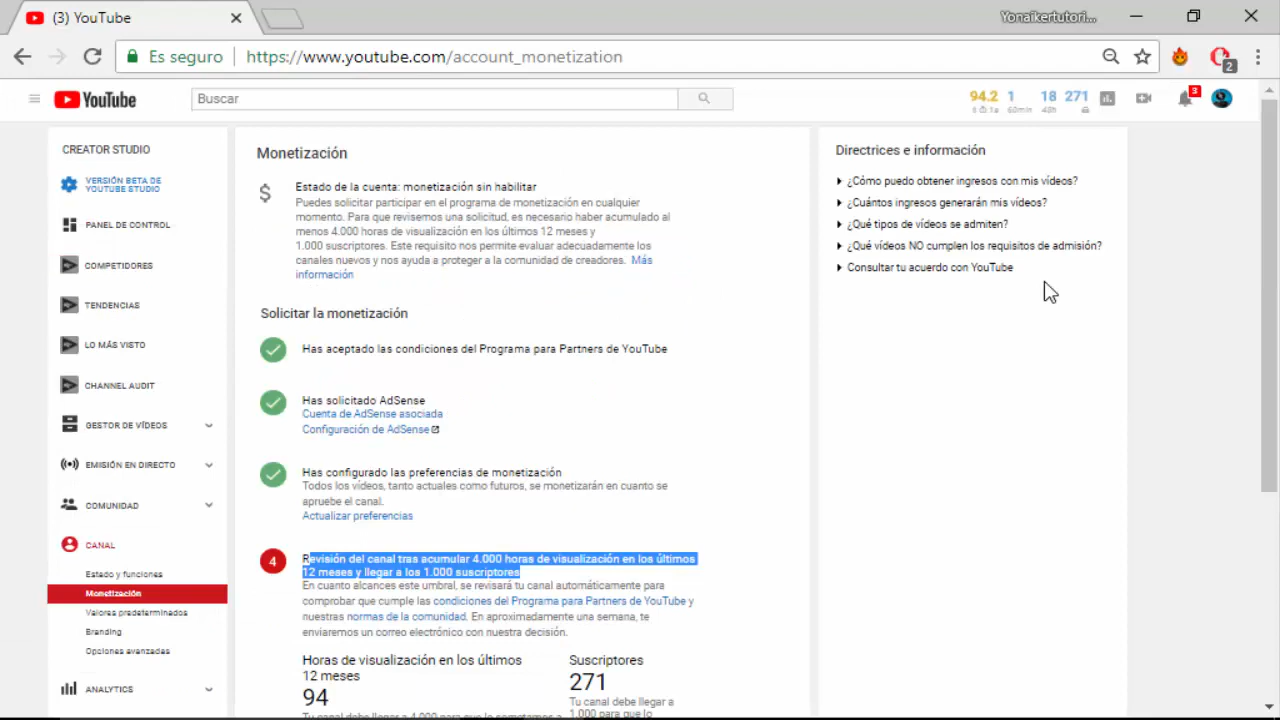 (3) YouTube
Yonaikertutori...
Es seguro
https://www.youtube.com/account_monetization
2
YouTube
Buscar
94.2 1 18 271
60min 48h
3
CREATOR STUDIO
VERSIÓN BETA DE
YOUTUBE STUDIO
PANEL DE CONTROL
COMPETIDORES
TENDENCIAS
LO MÁS VISTO
CHANNEL AUDIT
GESTOR DE VÍDEOS
EMISIÓN EN DIRECTO
COMUNIDAD
CANAL
Estado y funciones
Monetización
Valores predeterminados
Branding
Opciones avanzadas
ANALYTICS
Monetización
$
Estado de la cuenta: monetización sin habilitar
Puedes solicitar participar en el programa de monetización en cualquier
momento. Para que revisemos una solicitud, es necesario haber acumulado al
menos 4.000 horas de visualización en los últimos 12 meses y
1.000 suscriptores. Este requisito nos permite evaluar adecuadamente los
canales nuevos y nos ayuda a proteger a la comunidad de creadores. Más
información
Solicitar la monetización
Has aceptado las condiciones del Programa para Partners de YouTube
Has solicitado AdSense
Cuenta de AdSense asociada
Configuración de AdSense
Has configurado las preferencias de monetización
Todos los vídeos, tanto actuales como futuros, se monetizarán en cuanto se
apruebe el canal.
Actualizar preferencias
4
Revisión del canal tras acumular 4.000 horas de visualización en los últimos
12 meses y llegar a los 1.000 suscriptores
En cuanto alcances este umbral, se revisará tu canal automáticamente para
comprobar que cumple las condiciones del Programa para Partners de YouTube y
nuestras normas de la comunidad. En aproximadamente una semana, te
enviaremos un correo electrónico con nuestra decisión.
Horas de visualización en los últimos
12 meses
94
Tu canal debe llegar a 4.000 para que lo comptamos a
Suscriptores
271
Tu canal debe llegar a
1.000 para que lo
Directrices e información
¿Cómo puedo obtener ingresos con mis vídeos?
¿Cuántos ingresos generarán mis vídeos?
¿Qué tipos de vídeos se admiten?
¿Qué vídeos NO cumplen los requisitos de admisión?
Consultar tu acuerdo con YouTube